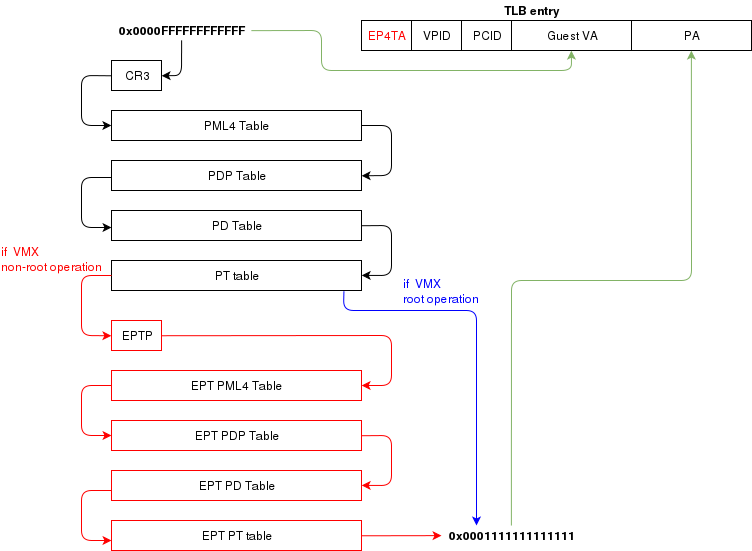 TLB entry
0x0000FFFFFFFFFFFF
EP4TA VPID PCID Guest VA PA
CR3
PML4 Table
PDP Table
PD Table
if VMX
non-root operation
PT table
if VMX
root operation
EPTP
EPT PML4 Table
EPT PDP Table
EPT PD Table
EPT PT table
0x0001111111111111